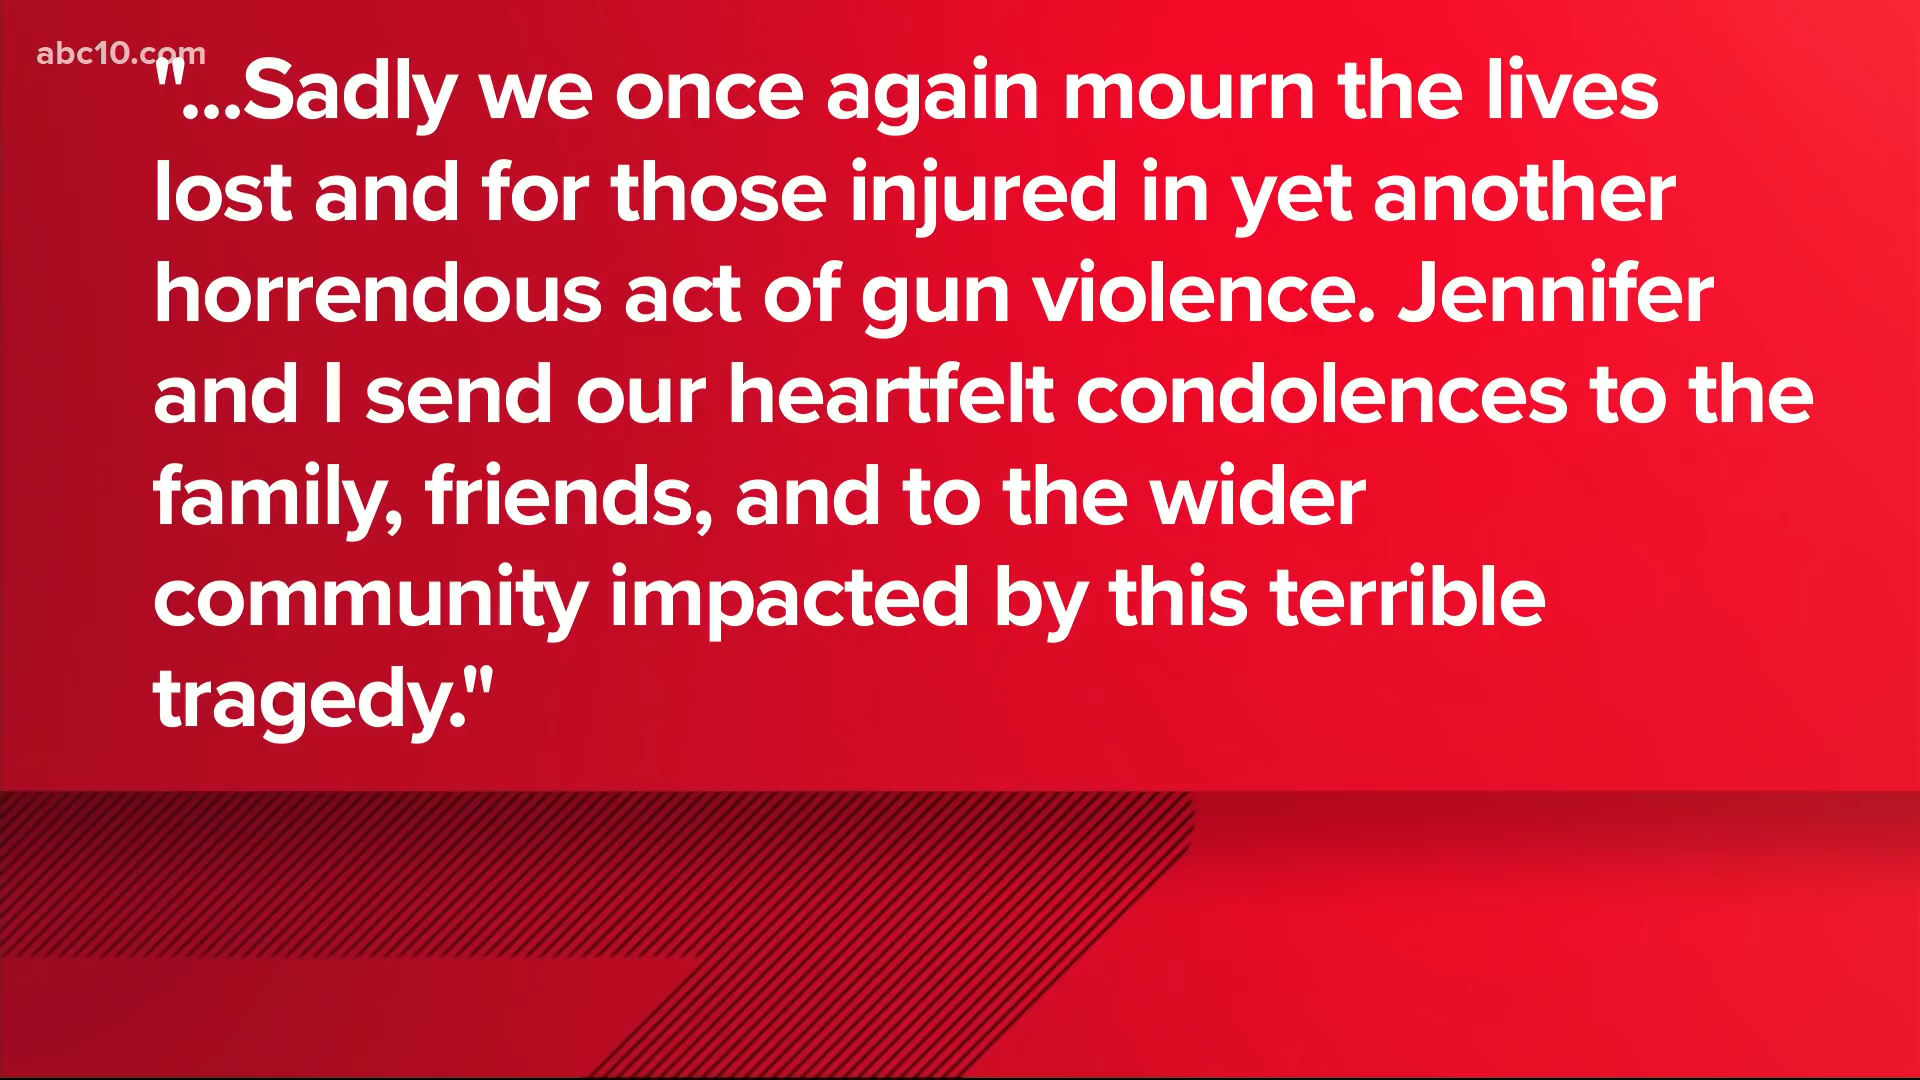 abc10.com
"...Sadly we once again mourn the lives
lost and for those injured in yet another
horrendous act of gun violence. Jennifer
and I send our heartfelt condolences to the
family, friends, and to the wider
community impacted by this terrible
tragedy."